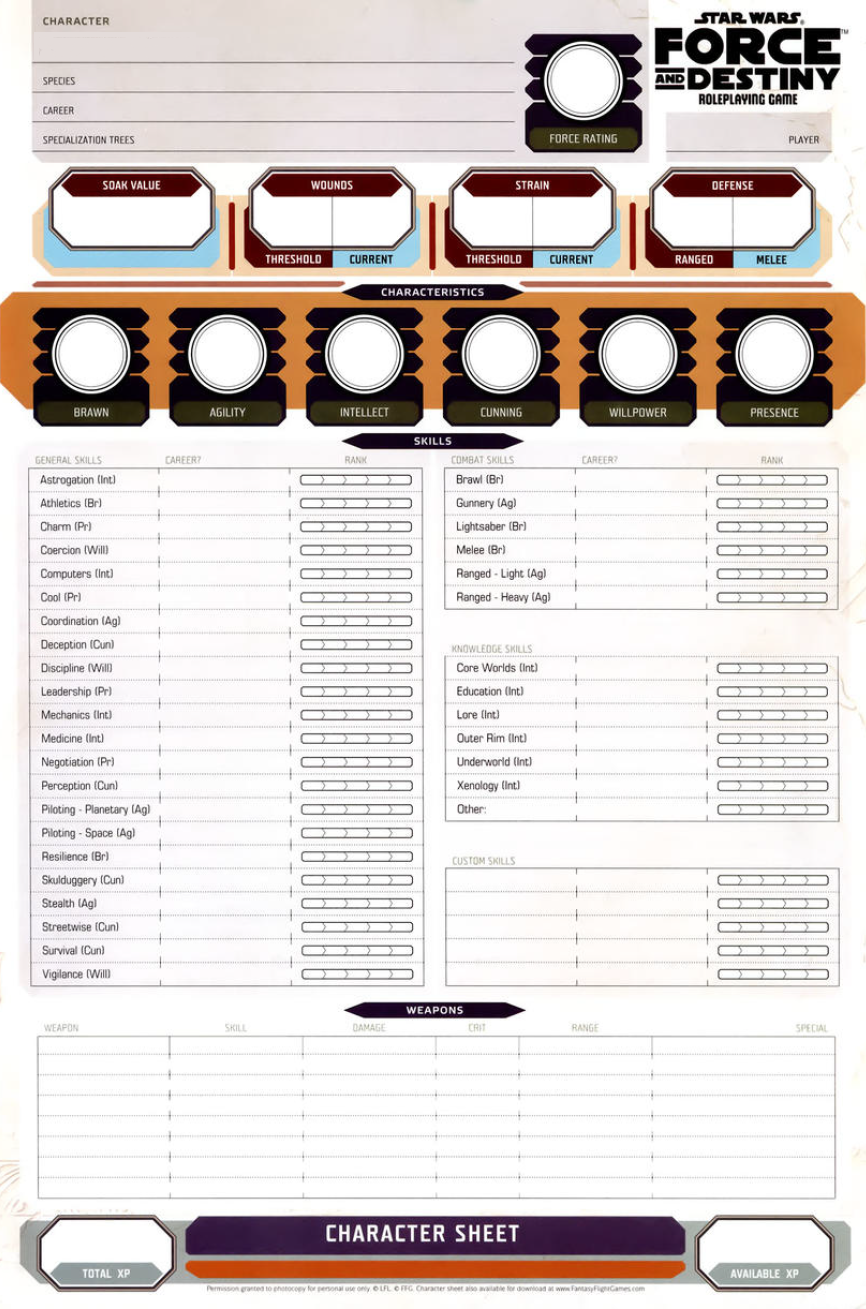 CHARACTER
SPECIES
CAREER
SPECIALIZATION TREES
FORCE RATING
STAR WARS®
FORCE™
AND DESTINY
ROLEPLAYING GAME
PLAYER
SOAK VALUE
WOUNDS
THRESHOLD CURRENT
STRAIN
THRESHOLD CURRENT
DEFENSE
RANGED MELEE
CHARACTERISTICS
BRAWN
AGILITY
INTELLECT
CUNNING
WILLPOWER
PRESENCE
SKILLS
GENERAL SKILLS CAREER? RANK
Astrogation (Int)
Athletics (Br)
Charm (Pr)
Coercion (Will)
Computers (Int)
Cool (Pr)
Coordination (Ag)
Deception (Cun)
Discipline (Will)
Leadership (Pr)
Mechanics (Int)
Medicine (Int)
Negotiation (Pr)
Perception (Cun)
Piloting - Planetary (Ag)
Piloting - Space (Ag)
Resilience (Br)
Skulduggery (Cun)
Stealth (Ag)
Streetwise (Cun)
Survival (Cun)
Vigilance (Will)
COMBAT SKILLS CAREER? RANK
Brawl (Br)
Gunnery (Ag)
Lightsaber (Br)
Melee (Br)
Ranged - Light (Ag)
Ranged - Heavy (Ag)
KNOWLEDGE SKILLS
Core Worlds (Int)
Education (Int)
Lore (Int)
Outer Rim (Int)
Underworld (Int)
Xenology (Int)
Other:
CUSTOM SKILLS
WEAPONS
WEAPON SKILL DAMAGE CRIT RANGE SPECIAL
TOTAL XP
CHARACTER SHEET
AVAILABLE XP
Permission granted to photocopy for personal use only. © LFL. © FFG. Character sheet also available for download at www.FantasyFlightGames.com